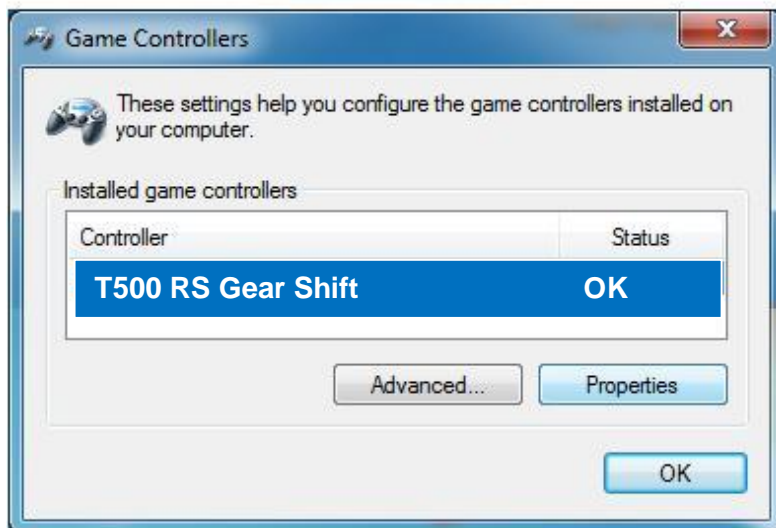 Game Controllers
These settings help you configure the game controllers installed on
your computer.
Installed game controllers
Controller Status
T500 RS Gear Shift OK
Advanced... Properties
OK